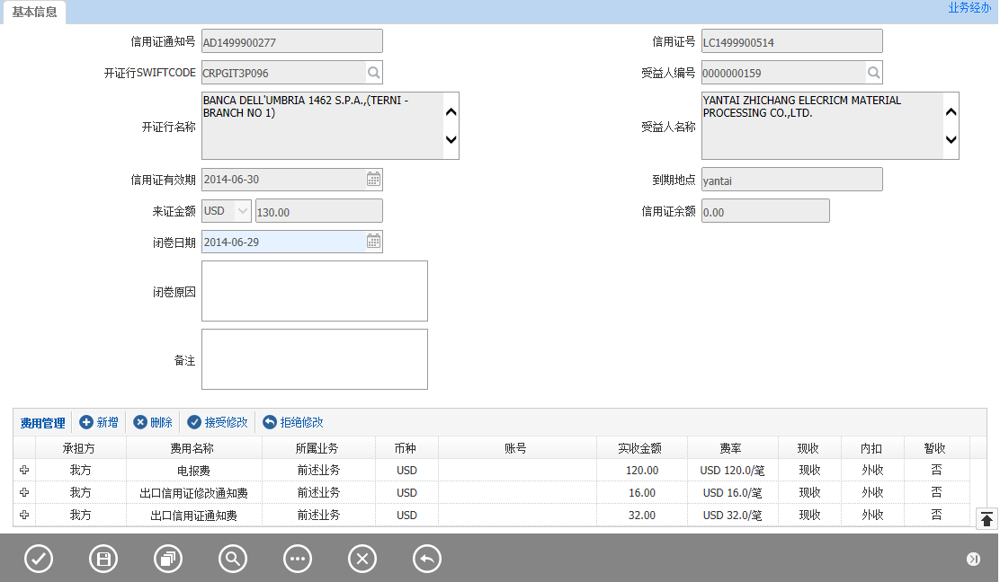 基本信息
业务经办
信用证通知号 AD1499900277 信用证号 LC1499900514
开证行SWIFTCODE CRPGIT3P096 受益人编号 0000000159
开证行名称 BANCA DELL'UMBRIA 1462 S.P.A.,(TERNI -
BRANCH NO 1)
受益人名称 YANTAI ZHICHANG ELECRICM MATERIAL
PROCESSING CO.,LTD.
信用证有效期 2014-06-30 到期地点 yantai
来证金额 USD 130.00 信用证余额 0.00
闭卷日期 2014-06-29
闭卷原因
备注
费用管理 新增 删除 接受修改 拒绝修改
承担方 费用名称 所属业务 币种 账号 实收金额 费率 现收 内扣 暂收
我方 电报费 前述业务 USD 120.00 USD 120.0/笔 现收 外收 否
我方 出口信用证修改通知费 前述业务 USD 16.00 USD 16.0/笔 现收 外收 否
我方 出口信用证通知费 前述业务 USD 32.00 USD 32.0/笔 现收 外收 否